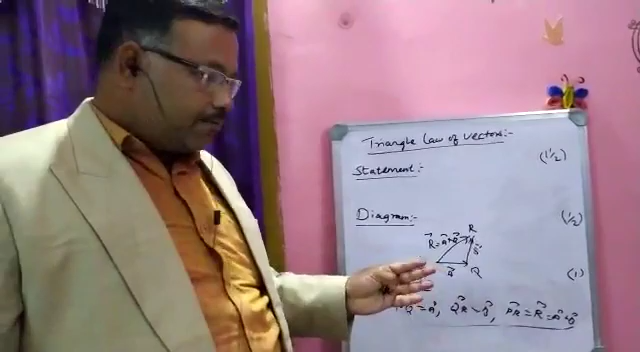 Triangle Law of vectors:-
(1½)
Statement:-
Diagram:-
(½)
R
R⃗=a⃗+b⃗
b⃗
a⃗ Q
(1)
PQ⃗ = a⃗, QR⃗ = b⃗, PR⃗ = R⃗ = a⃗+b⃗